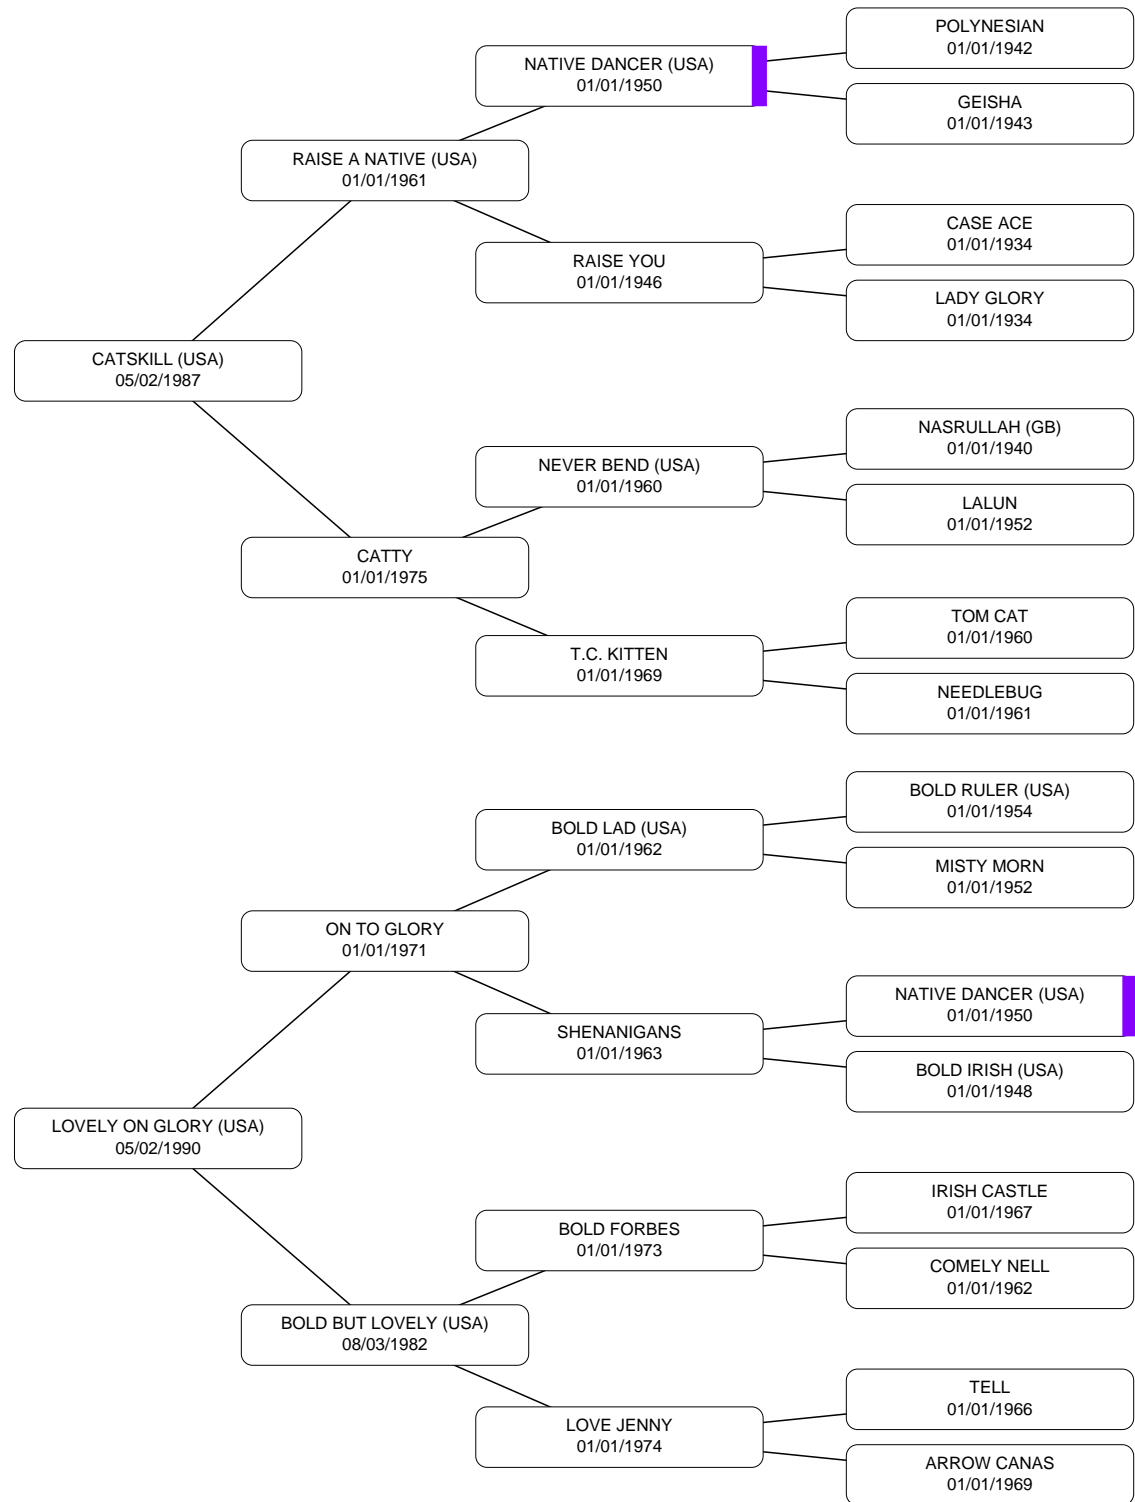 POLYNESIAN
01/01/1942
NATIVE DANCER (USA)
01/01/1950
GEISHA
01/01/1943
RAISE A NATIVE (USA)
01/01/1961
CASE ACE
01/01/1934
RAISE YOU
01/01/1946
LADY GLORY
01/01/1934
CATSKILL (USA)
05/02/1987
NASRULLAH (GB)
01/01/1940
NEVER BEND (USA)
01/01/1960
LALUN
01/01/1952
CATTY
01/01/1975
TOM CAT
01/01/1960
T.C. KITTEN
01/01/1969
NEEDLEBUG
01/01/1961
BOLD RULER (USA)
01/01/1954
BOLD LAD (USA)
01/01/1962
MISTY MORN
01/01/1952
ON TO GLORY
01/01/1971
NATIVE DANCER (USA)
01/01/1950
SHENANIGANS
01/01/1963
BOLD IRISH (USA)
01/01/1948
LOVELY ON GLORY (USA)
05/02/1990
IRISH CASTLE
01/01/1967
BOLD FORBES
01/01/1973
COMELY NELL
01/01/1962
BOLD BUT LOVELY (USA)
08/03/1982
TELL
01/01/1966
LOVE JENNY
01/01/1974
ARROW CANAS
01/01/1969